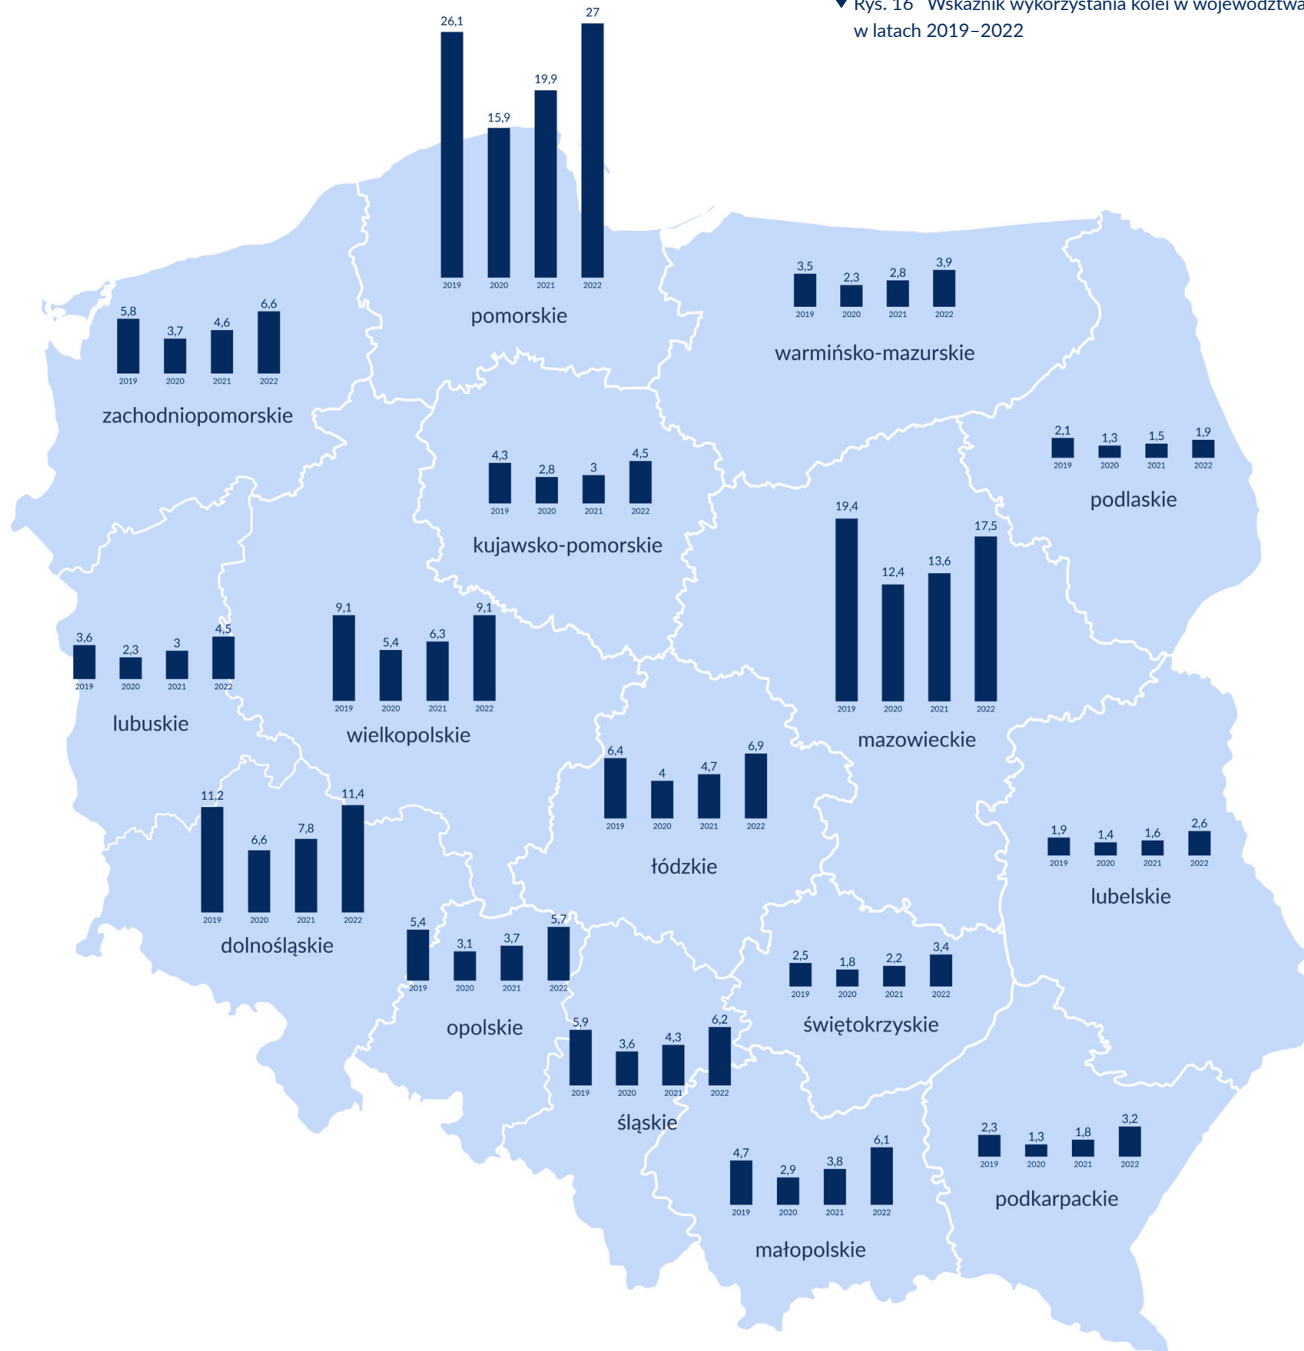 ▼ Rys. 16 Wskaźnik wykorzystania kolei w województwa
w latach 2019–2022
26,1 15,9 19,9 27
2019 2020 2021 2022
pomorskie
3,5 2,3 2,8 3,9
2019 2020 2021 2022
warmińsko-mazurskie
5,8 3,7 4,6 6,6
2019 2020 2021 2022
zachodniopomorskie
2,1 1,3 1,5 1,9
2019 2020 2021 2022
podlaskie
4,3 2,8 3 4,5
2019 2020 2021 2022
kujawsko-pomorskie
19,4 12,4 13,6 17,5
2019 2020 2021 2022
mazowieckie
3,6 2,3 3 4,5
2019 2020 2021 2022
lubuskie
9,1 5,4 6,3 9,1
2019 2020 2021 2022
wielkopolskie
6,4 4 4,7 6,9
2019 2020 2021 2022
łódzkie
11,2 6,6 7,8 11,4
2019 2020 2021 2022
dolnośląskie
1,9 1,4 1,6 2,6
2019 2020 2021 2022
lubelskie
5,4 3,1 3,7 5,7
2019 2020 2021 2022
opolskie
2,5 1,8 2,2 3,4
2019 2020 2021 2022
świętokrzyskie
5,9 3,6 4,3 6,2
2019 2020 2021 2022
śląskie
4,7 2,9 3,8 6,1
2019 2020 2021 2022
małopolskie
2,3 1,3 1,8 3,2
2019 2020 2021 2022
podkarpackie